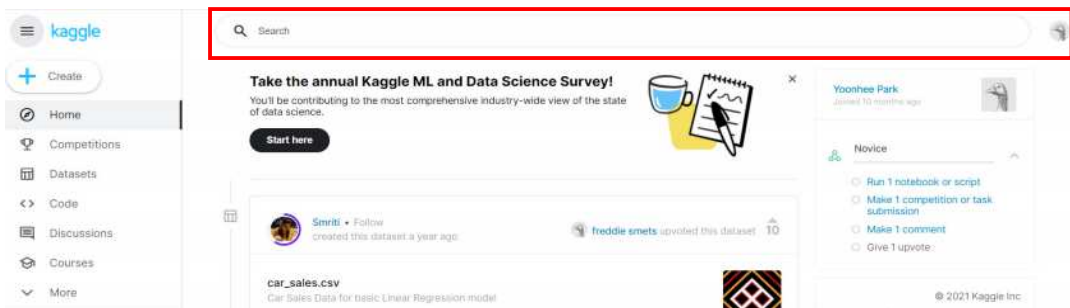 kaggle
Search
Create
Home
Competitions
Datasets
Code
Discussions
Courses
More
Take the annual Kaggle ML and Data Science Survey!
You'll be contributing to the most comprehensive industry-wide view of the state
of data science.
Start here
Smriti • Follow
created this dataset a year ago
freddie smets upvoted this dataset
10
car_sales.csv
Car Sales Data for basic Linear Regression model
Yoonhee Park
Joined 10 months ago
Novice
Run 1 notebook or script
Make 1 competition or task
submission
Make 1 comment
Give 1 upvote
© 2021 Kaggle Inc